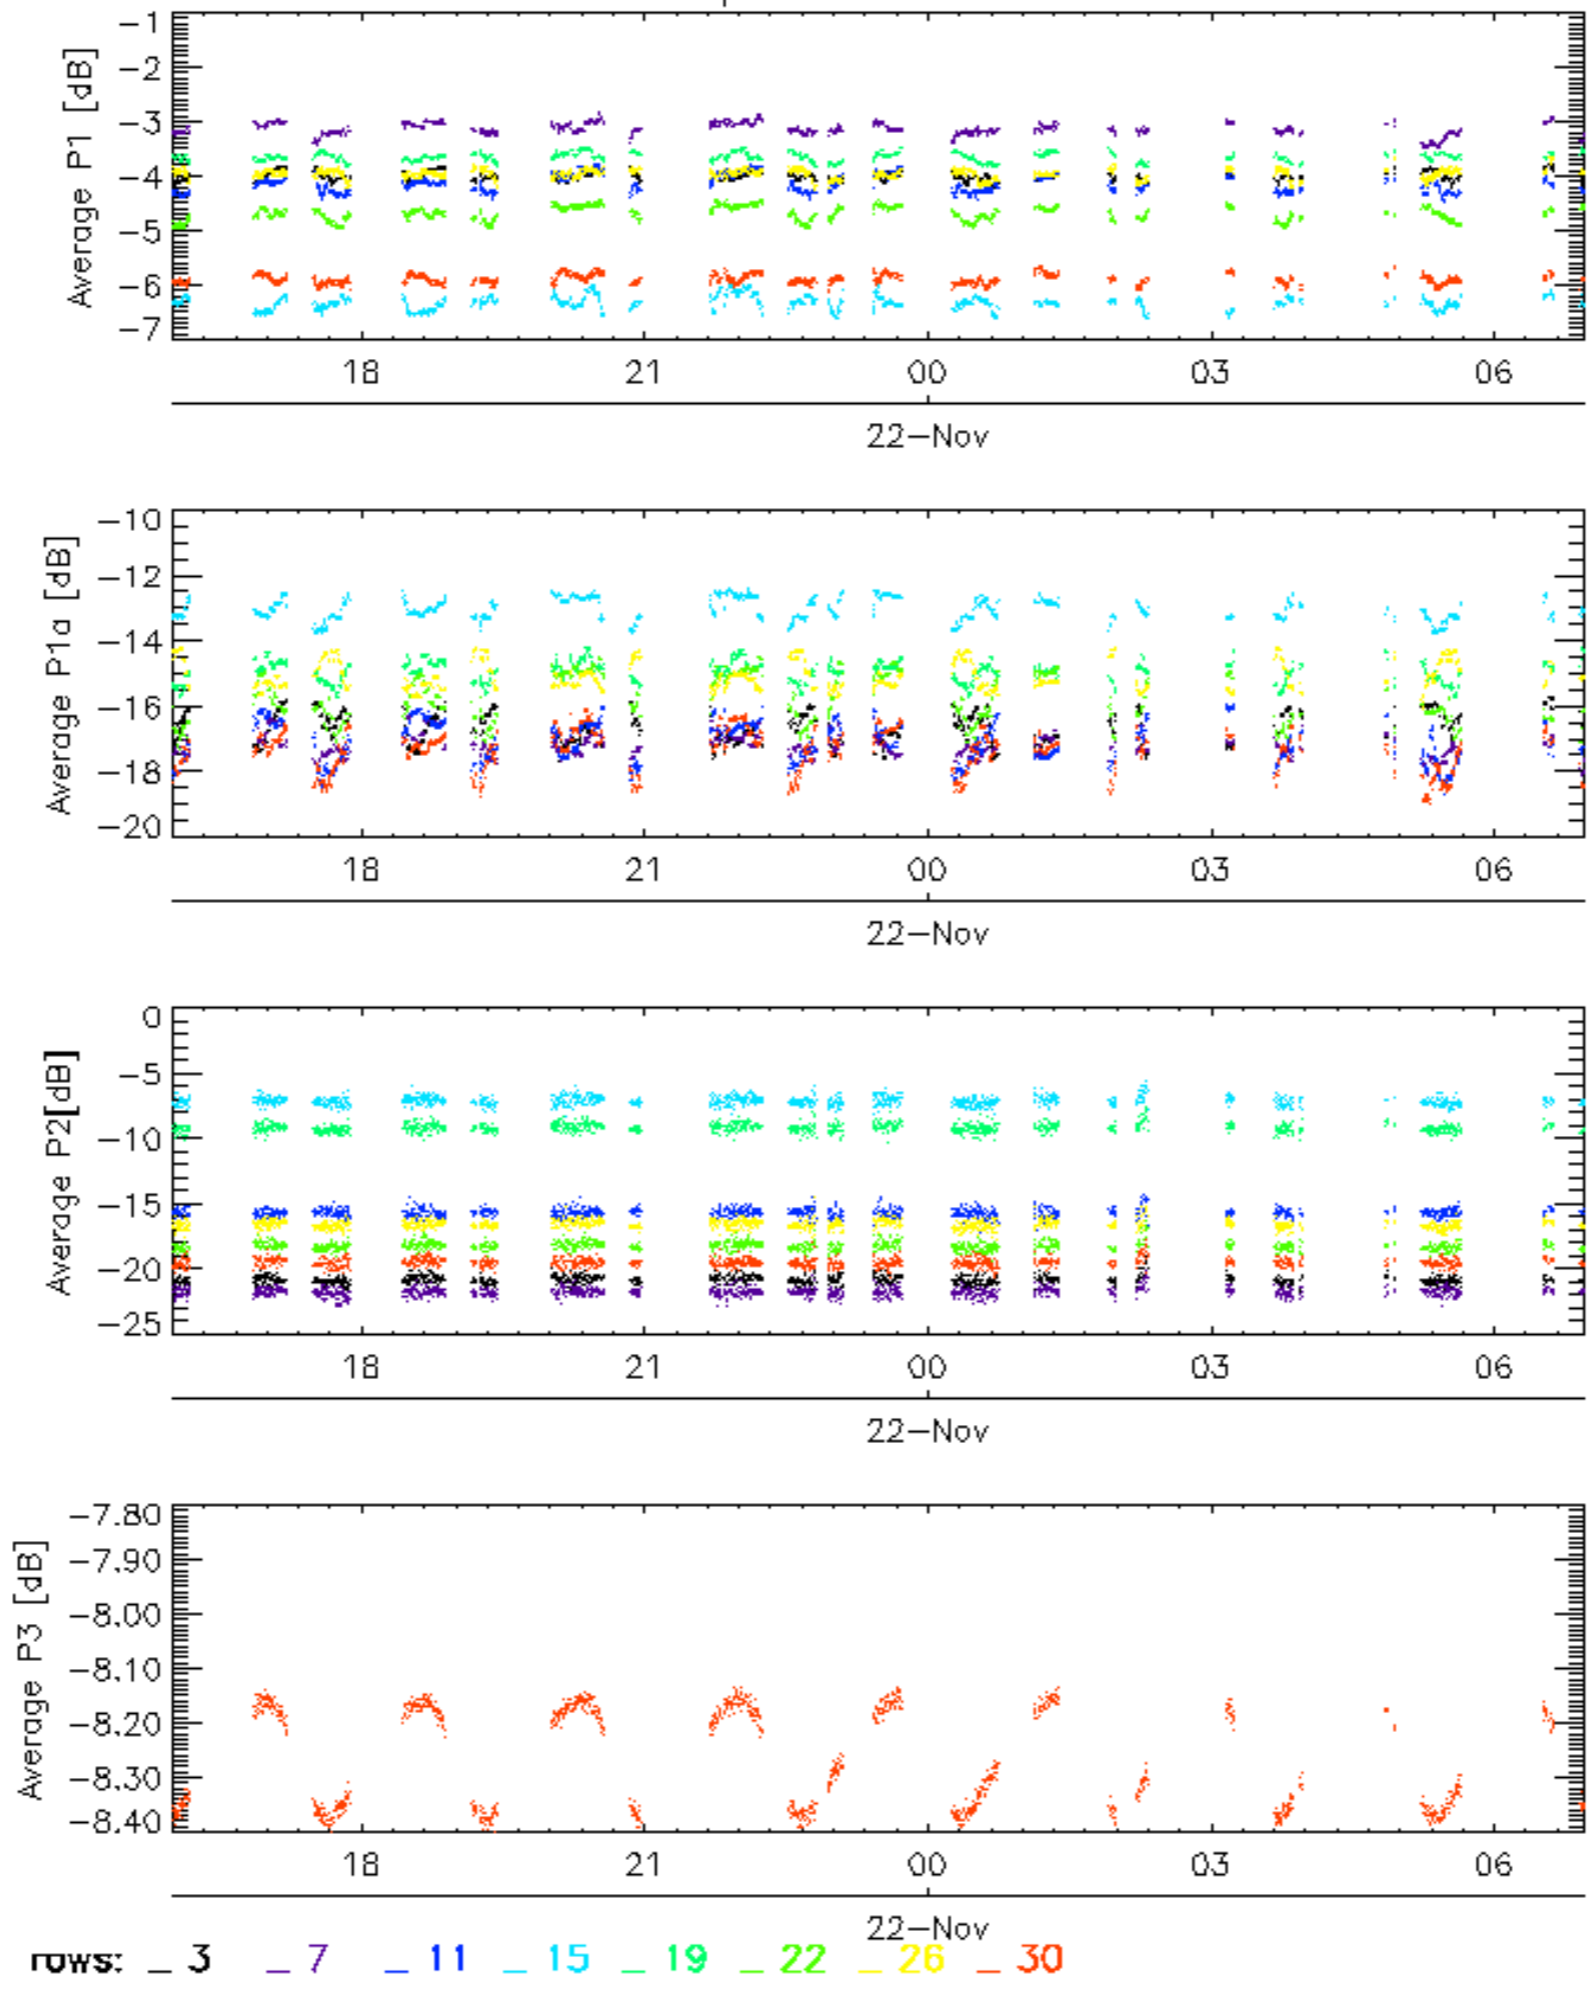 Average P1 [dB]
−1
−2
−3
−4
−5
−6
−7
18 21 00 03 06
22−Nov
Average P1a [dB]
−10
−12
−14
−16
−18
−20
18 21 00 03 06
22−Nov
Average P2[dB]
0
−5
−10
−15
−20
−25
18 21 00 03 06
22−Nov
Average P3 [dB]
−7.80
−7.90
−8.00
−8.10
−8.20
−8.30
−8.40
18 21 00 03 06
22−Nov
rows: _ 3 _ 7 _ 11 _ 15 _ 19 _ 22 _ 26 _ 30